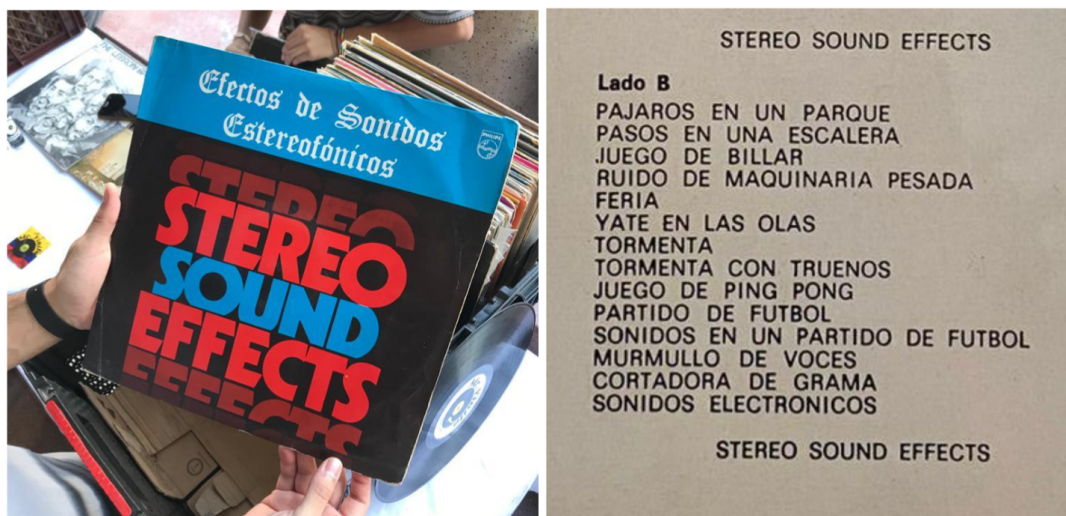 Efectos de Sonidos
Estereofónicos
PHILIPS
STEREO
STEREO
SOUND
EFFECTS
EFFECTS
STEREO SOUND EFFECTS
Lado B
PAJAROS EN UN PARQUE
PASOS EN UNA ESCALERA
JUEGO DE BILLAR
RUIDO DE MAQUINARIA PESADA
FERIA
YATE EN LAS OLAS
TORMENTA
TORMENTA CON TRUENOS
JUEGO DE PING PONG
PARTIDO DE FUTBOL
SONIDOS EN UN PARTIDO DE FUTBOL
MURMULLO DE VOCES
CORTADORA DE GRAMA
SONIDOS ELECTRONICOS
STEREO SOUND EFFECTS